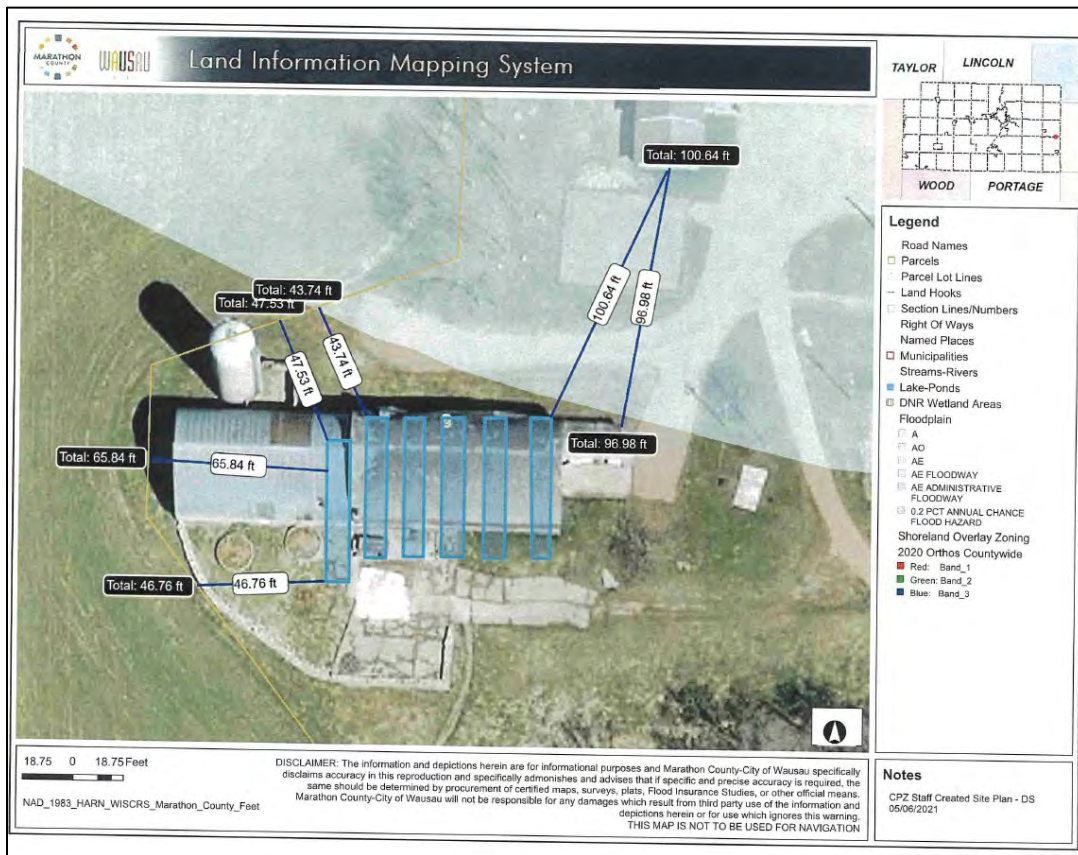 MARATHON
COUNTY
WAUSAU
Land Information Mapping System
TAYLOR
LINCOLN
WOOD
PORTAGE
Total: 100.64 ft
Total: 43.74 ft
Total: 47.53 ft
100.64 ft
96.98 ft
47.53 ft
43.74 ft
Total: 96.98 ft
Total: 65.84 ft
65.84 ft
Total: 46.76 ft
46.76 ft
Legend
Road Names
Parcels
Parcel Lot Lines
Land Hooks
Section Lines/Numbers
Right Of Ways
Named Places
Municipalities
Streams-Rivers
Lake-Ponds
DNR Wetland Areas
Floodplain
A
AO
AE
AE FLOODWAY
AE ADMINISTRATIVE
FLOODWAY
0.2 PCT ANNUAL CHANCE
FLOOD HAZARD
Shoreland Overlay Zoning
2020 Orthos Countywide
Red: Band_1
Green: Band_2
Blue: Band_3
18.75 0 18.75 Feet
NAD_1983_HARN_WISCRS_Marathon_County_Feet
DISCLAIMER: The information and depictions herein are for informational purposes and Marathon County-City of Wausau specifically
disclaims accuracy in this reproduction and specifically admonishes and advises that if specific and precise accuracy is required, the
same should be determined by procurement of certified maps, surveys, plats, Flood Insurance Studies, or other official means.
Marathon County-City of Wausau will not be responsible for any damages which result from third party use of the information and
depictions herein or for use which ignores this warning.
THIS MAP IS NOT TO BE USED FOR NAVIGATION
Notes
CPZ Staff Created Site Plan - DS
05/06/2021